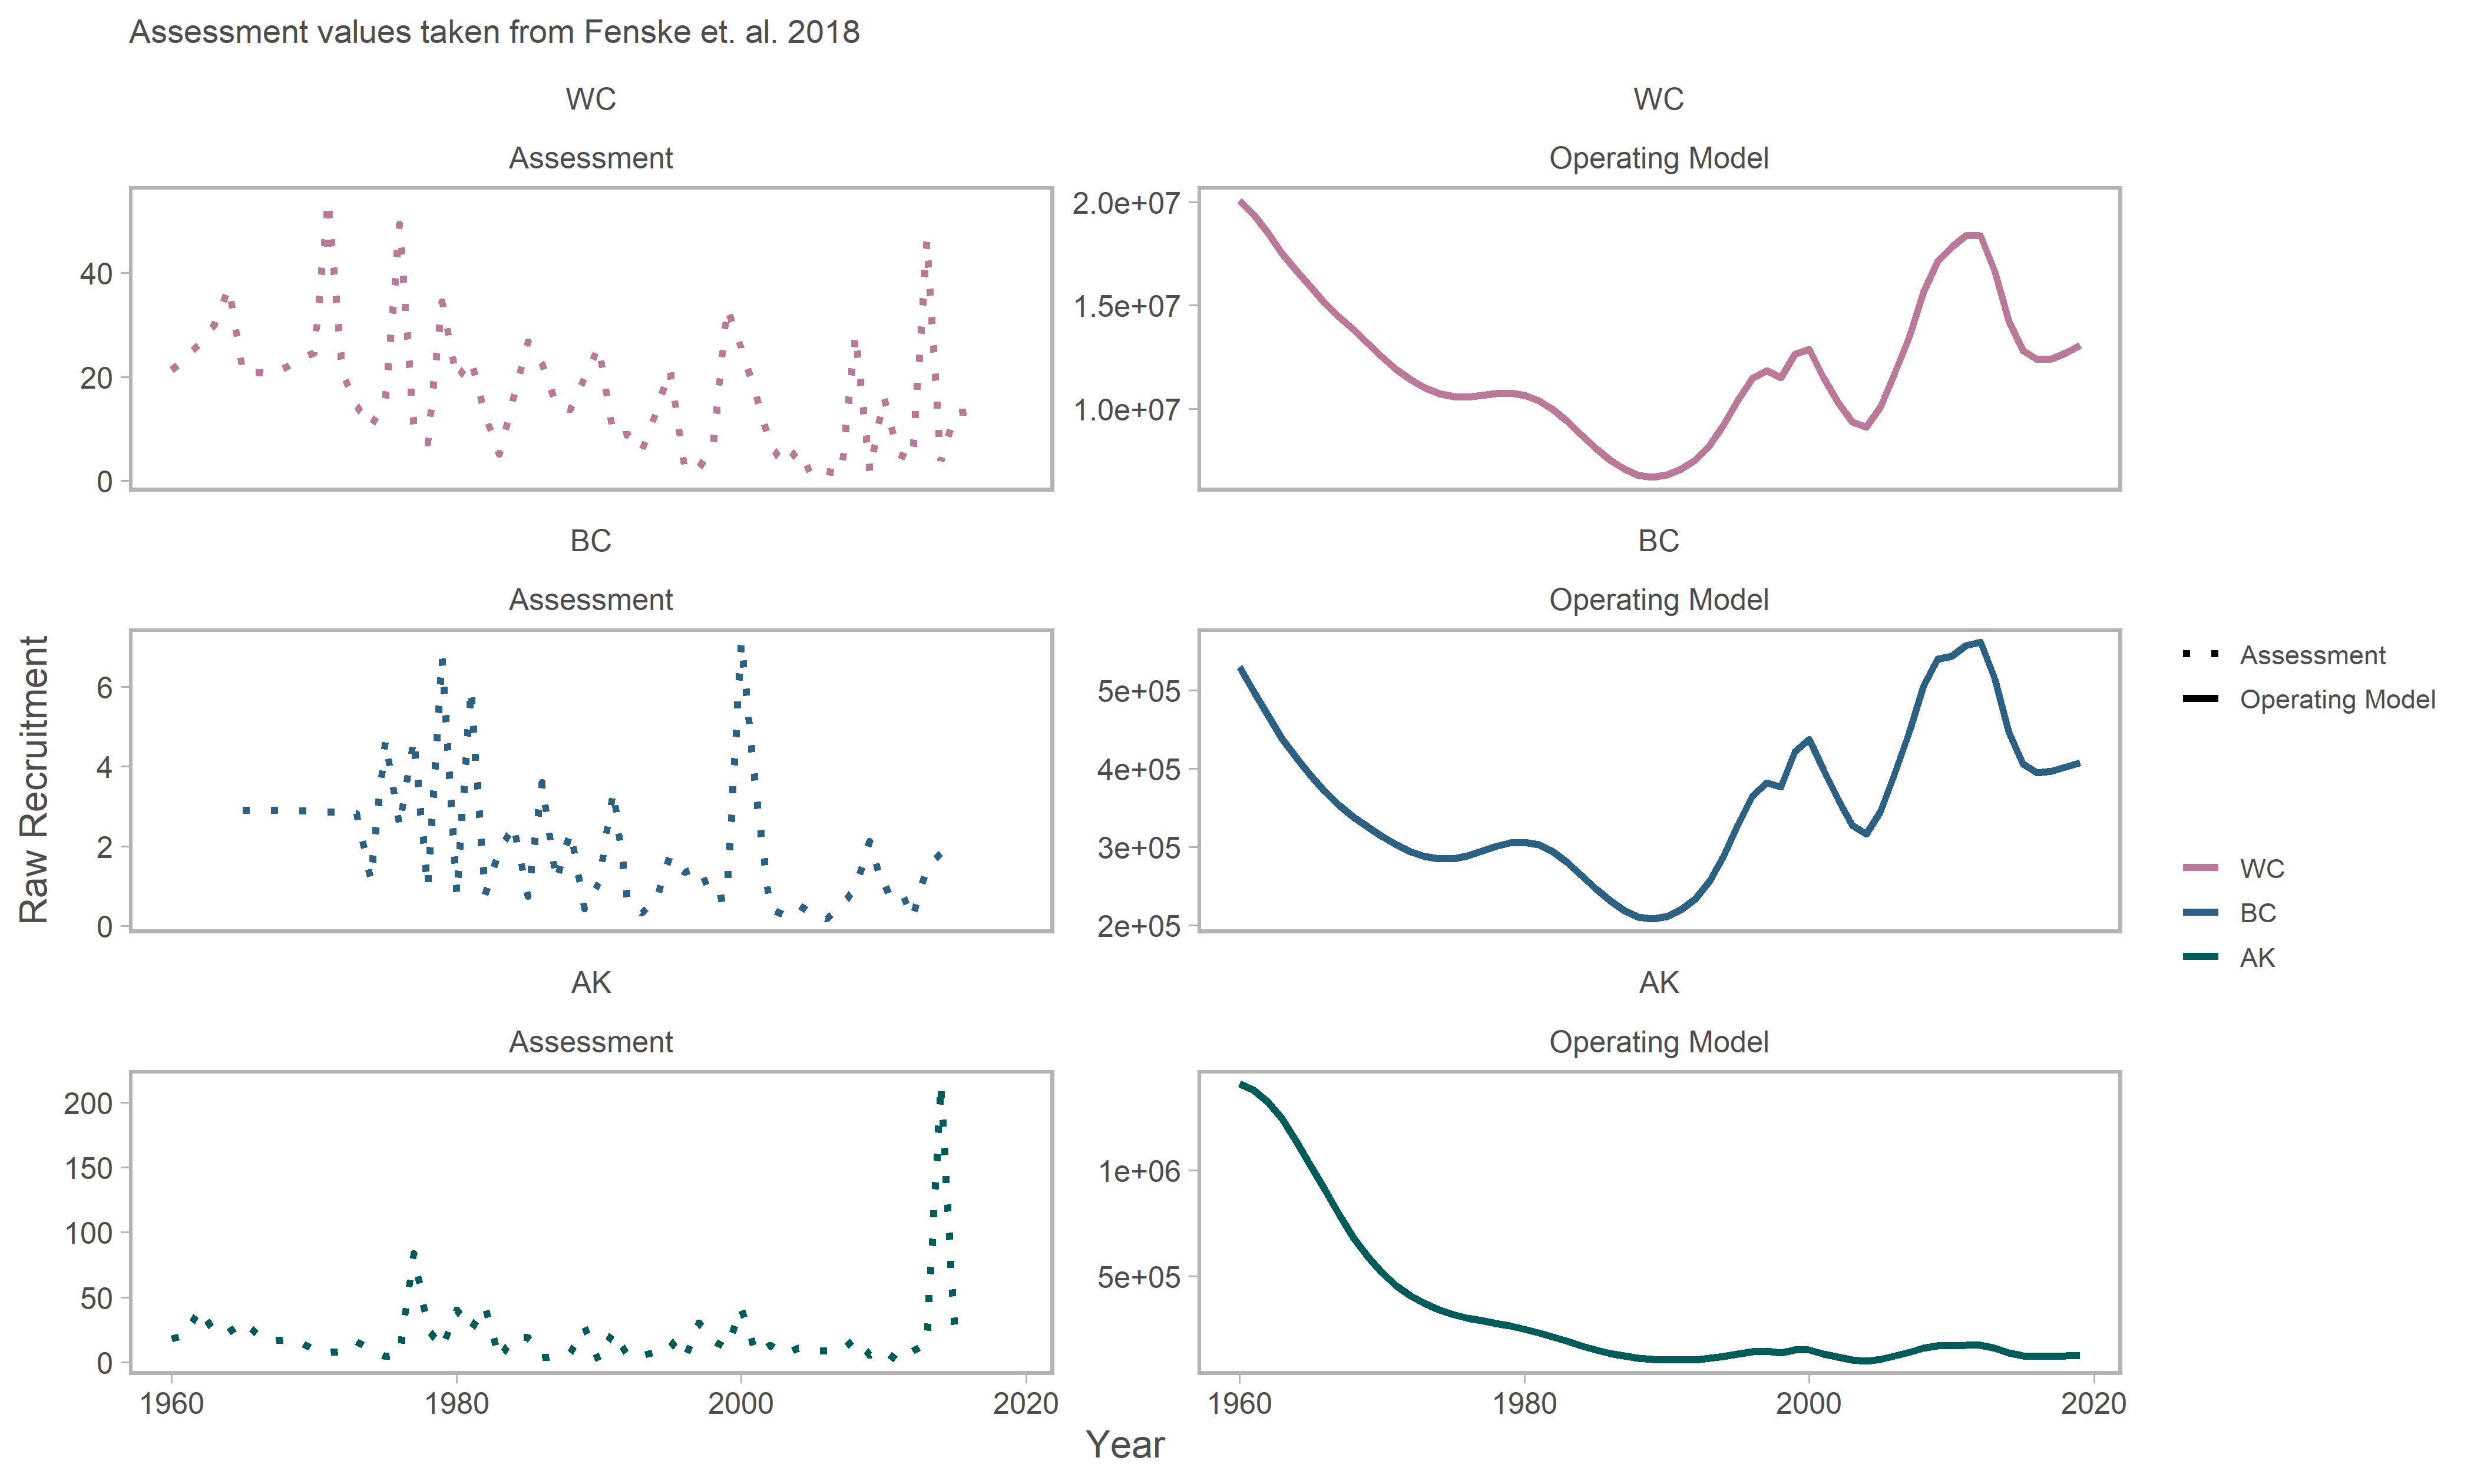 Assessment values taken from Fenske et. al. 2018
WC
Assessment
40
20
0
WC
Operating Model
2.0e+07
1.5e+07
1.0e+07
BC
Assessment
6
4
2
0
BC
Operating Model
5e+05
4e+05
3e+05
2e+05
AK
Assessment
200
150
100
50
0
1960 1980 2000 2020
AK
Operating Model
1e+06
5e+05
1960 1980 2000 2020
Year
Raw Recruitment
Assessment
Operating Model
WC
BC
AK